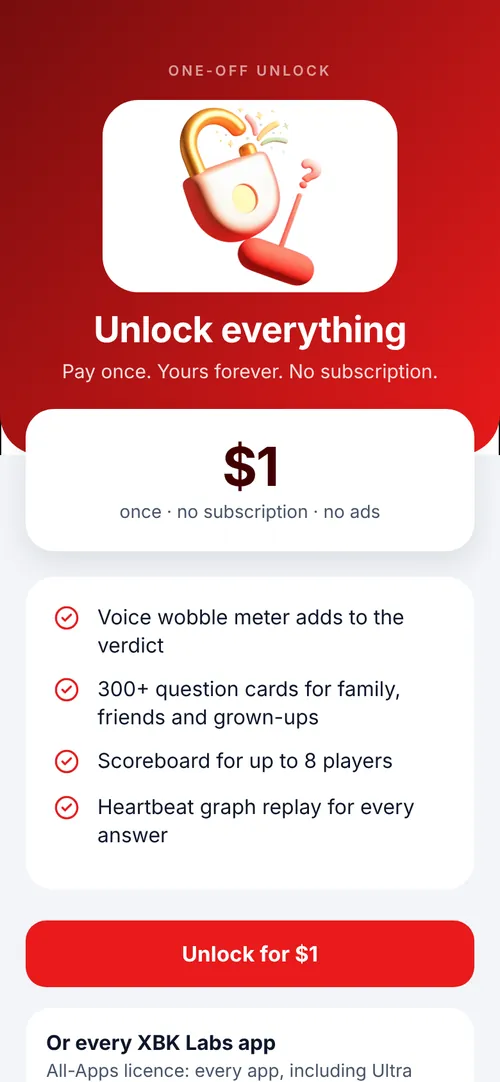 ONE-OFF UNLOCK
?
Unlock everything
Pay once. Yours forever. No subscription.
$1
once · no subscription · no ads
Voice wobble meter adds to the
verdict
300+ question cards for family,
friends and grown-ups
Scoreboard for up to 8 players
Heartbeat graph replay for every
answer
Unlock for $1
Or every XBK Labs app
All-Apps licence: every app, including Ultra